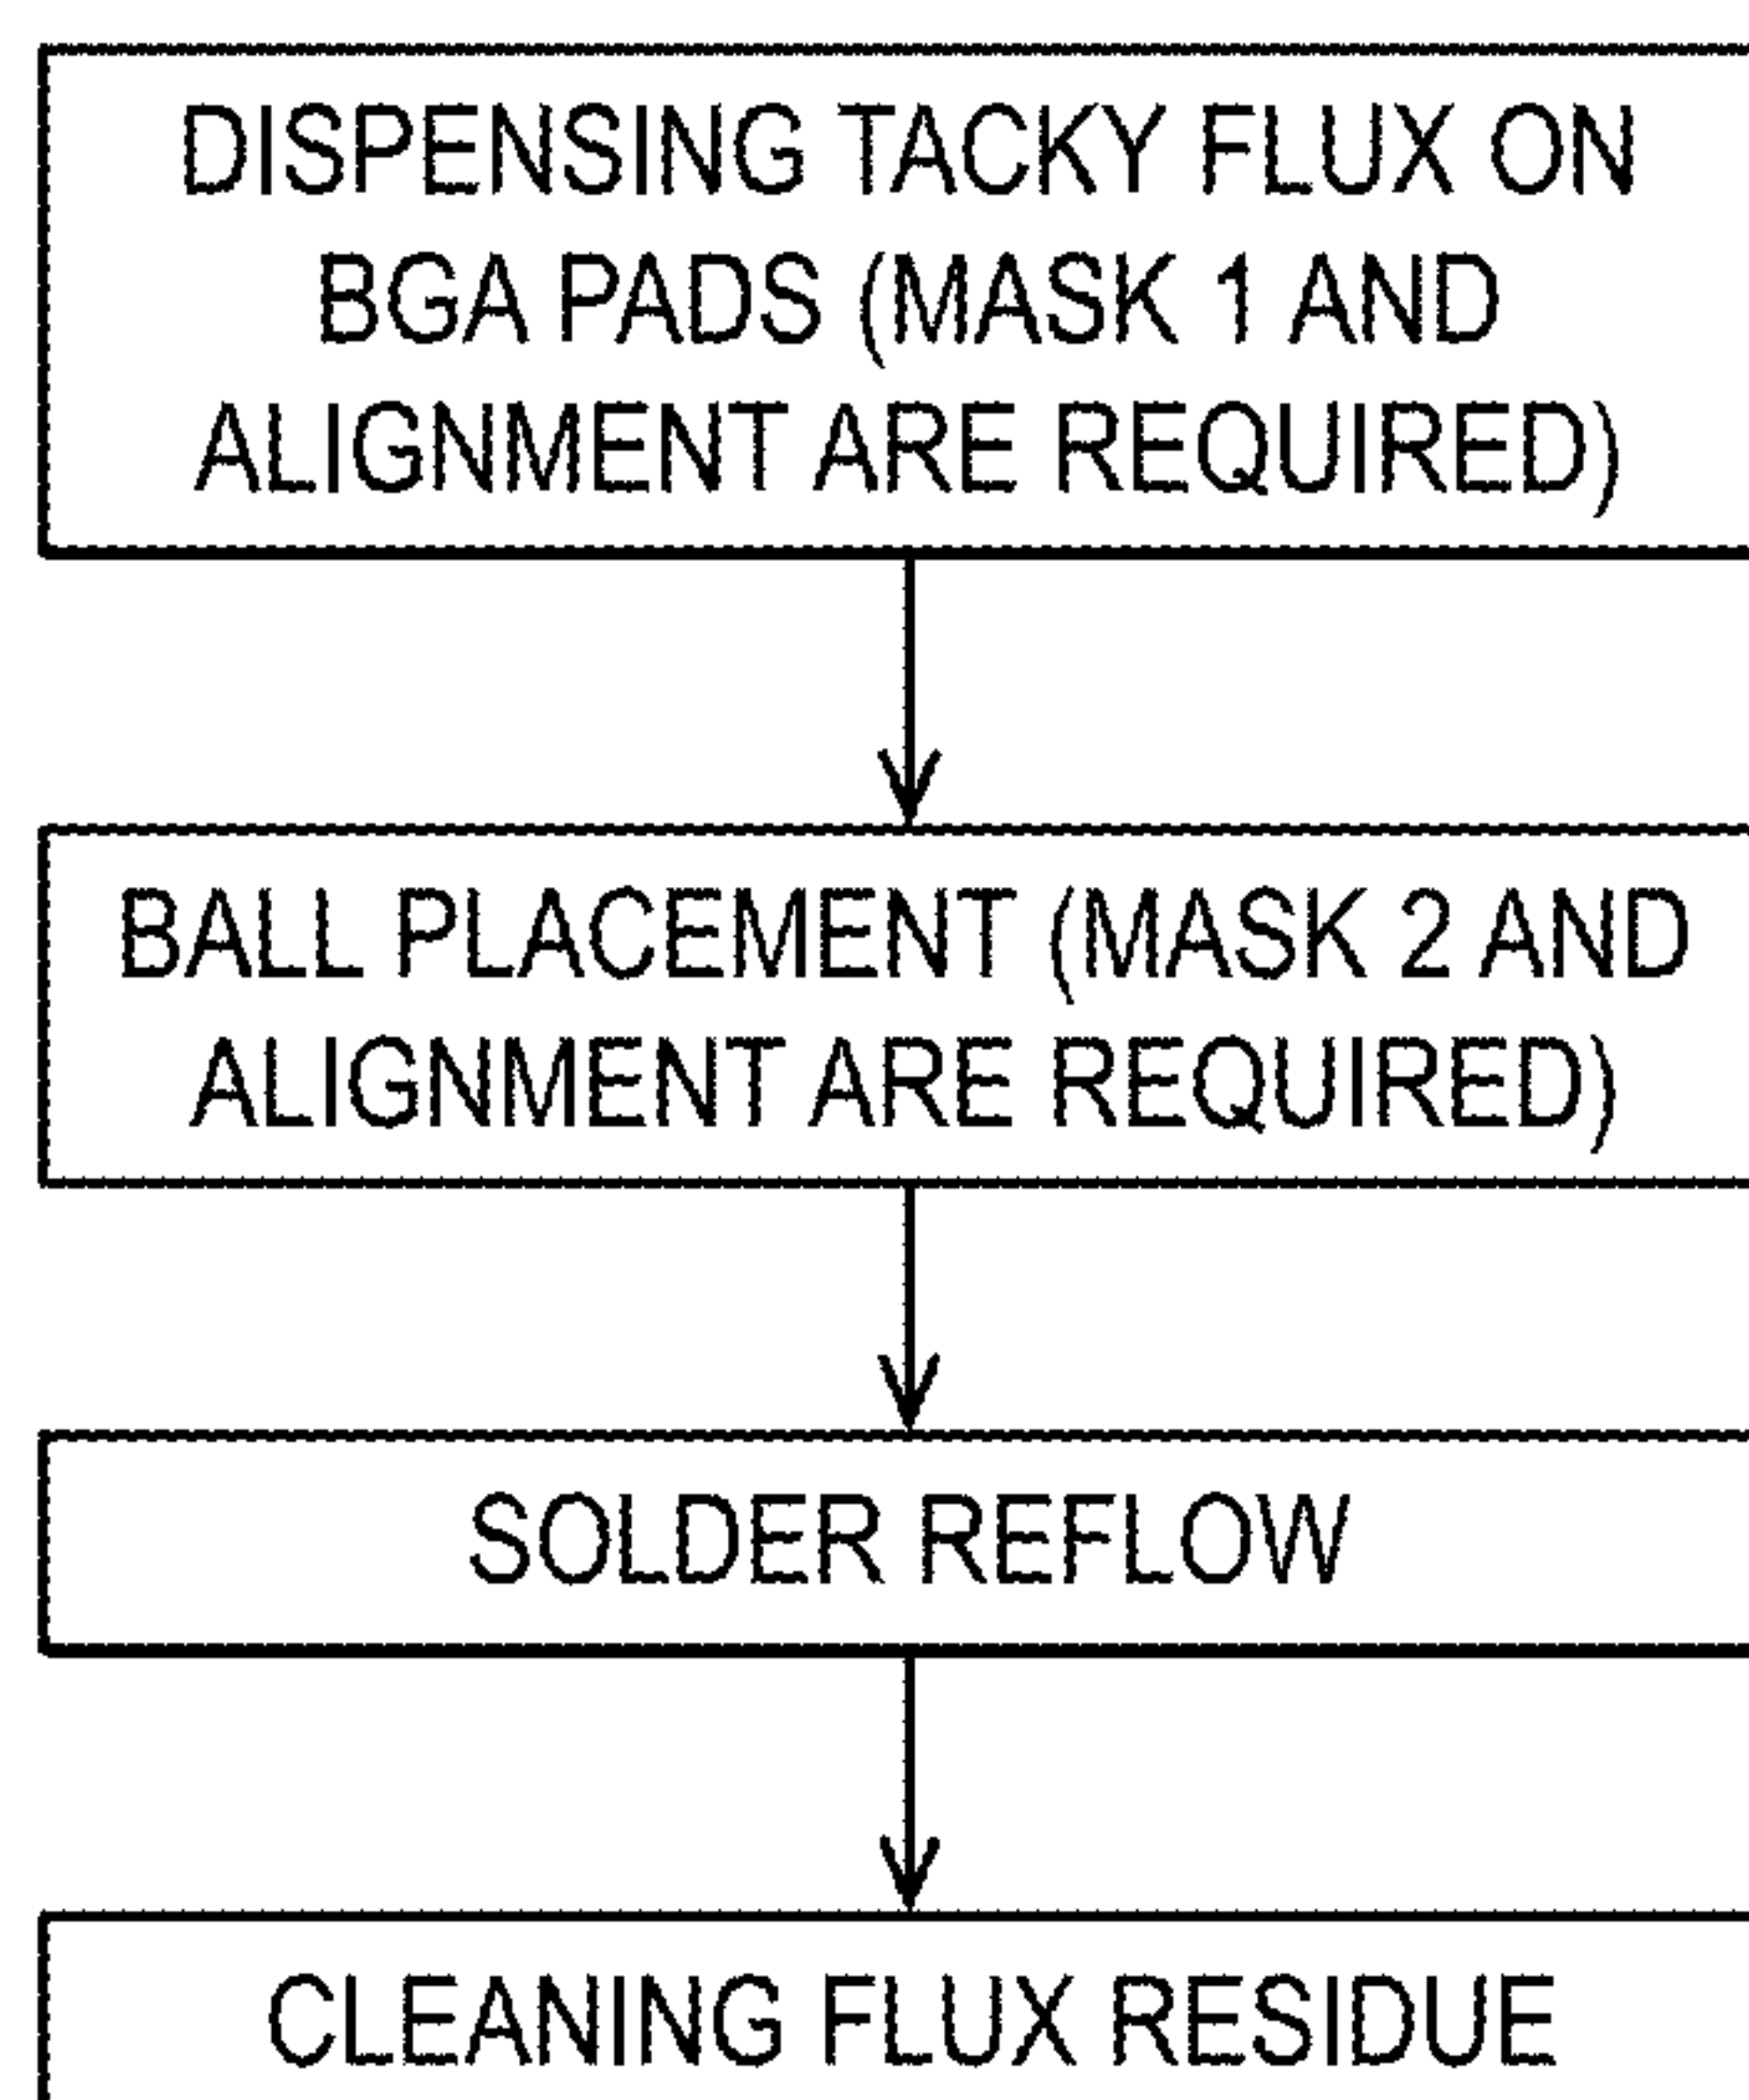 DISPENSING TACKY FLUX ON
BGA PADS (MASK 1 AND
ALIGNMENT ARE REQUIRED)
BALL PLACEMENT (MASK 2 AND
ALIGNMENT ARE REQUIRED)
SOLDER REFLOW
CLEANING FLUX RESIDUE